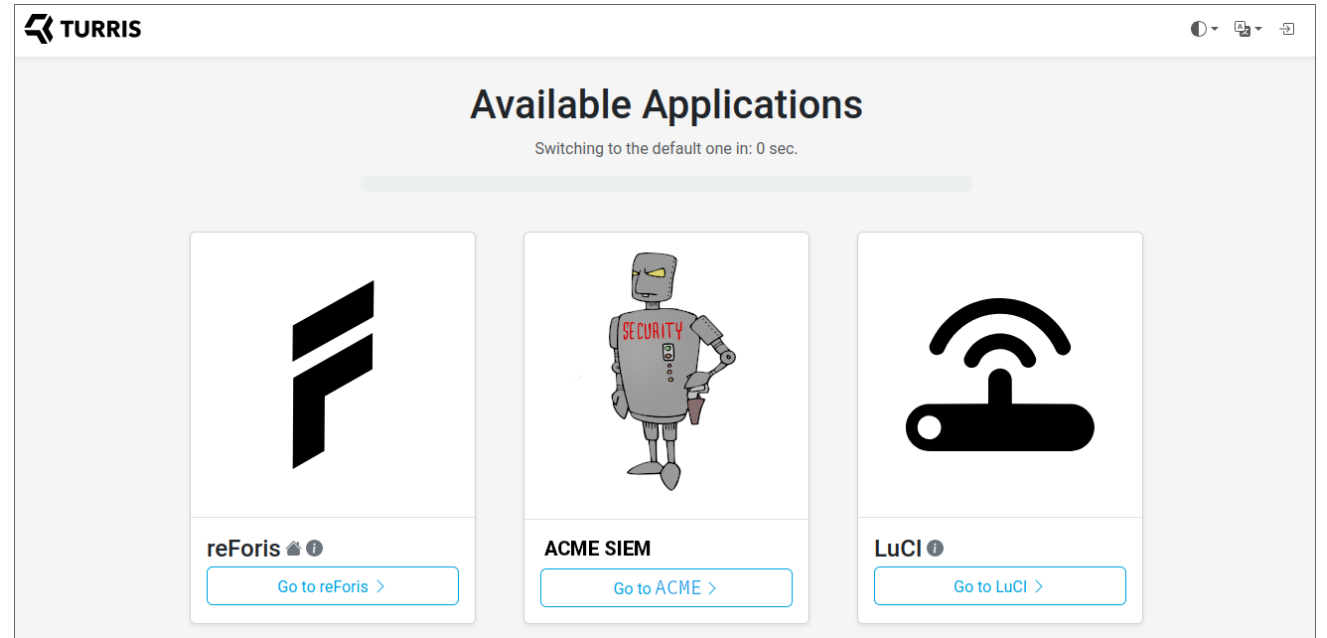 TURRIS
Available Applications
Switching to the default one in: 0 sec.
SECURITY
reForis
Go to reForis
ACME SIEM
Go to ACME
LuCI
Go to LuCI